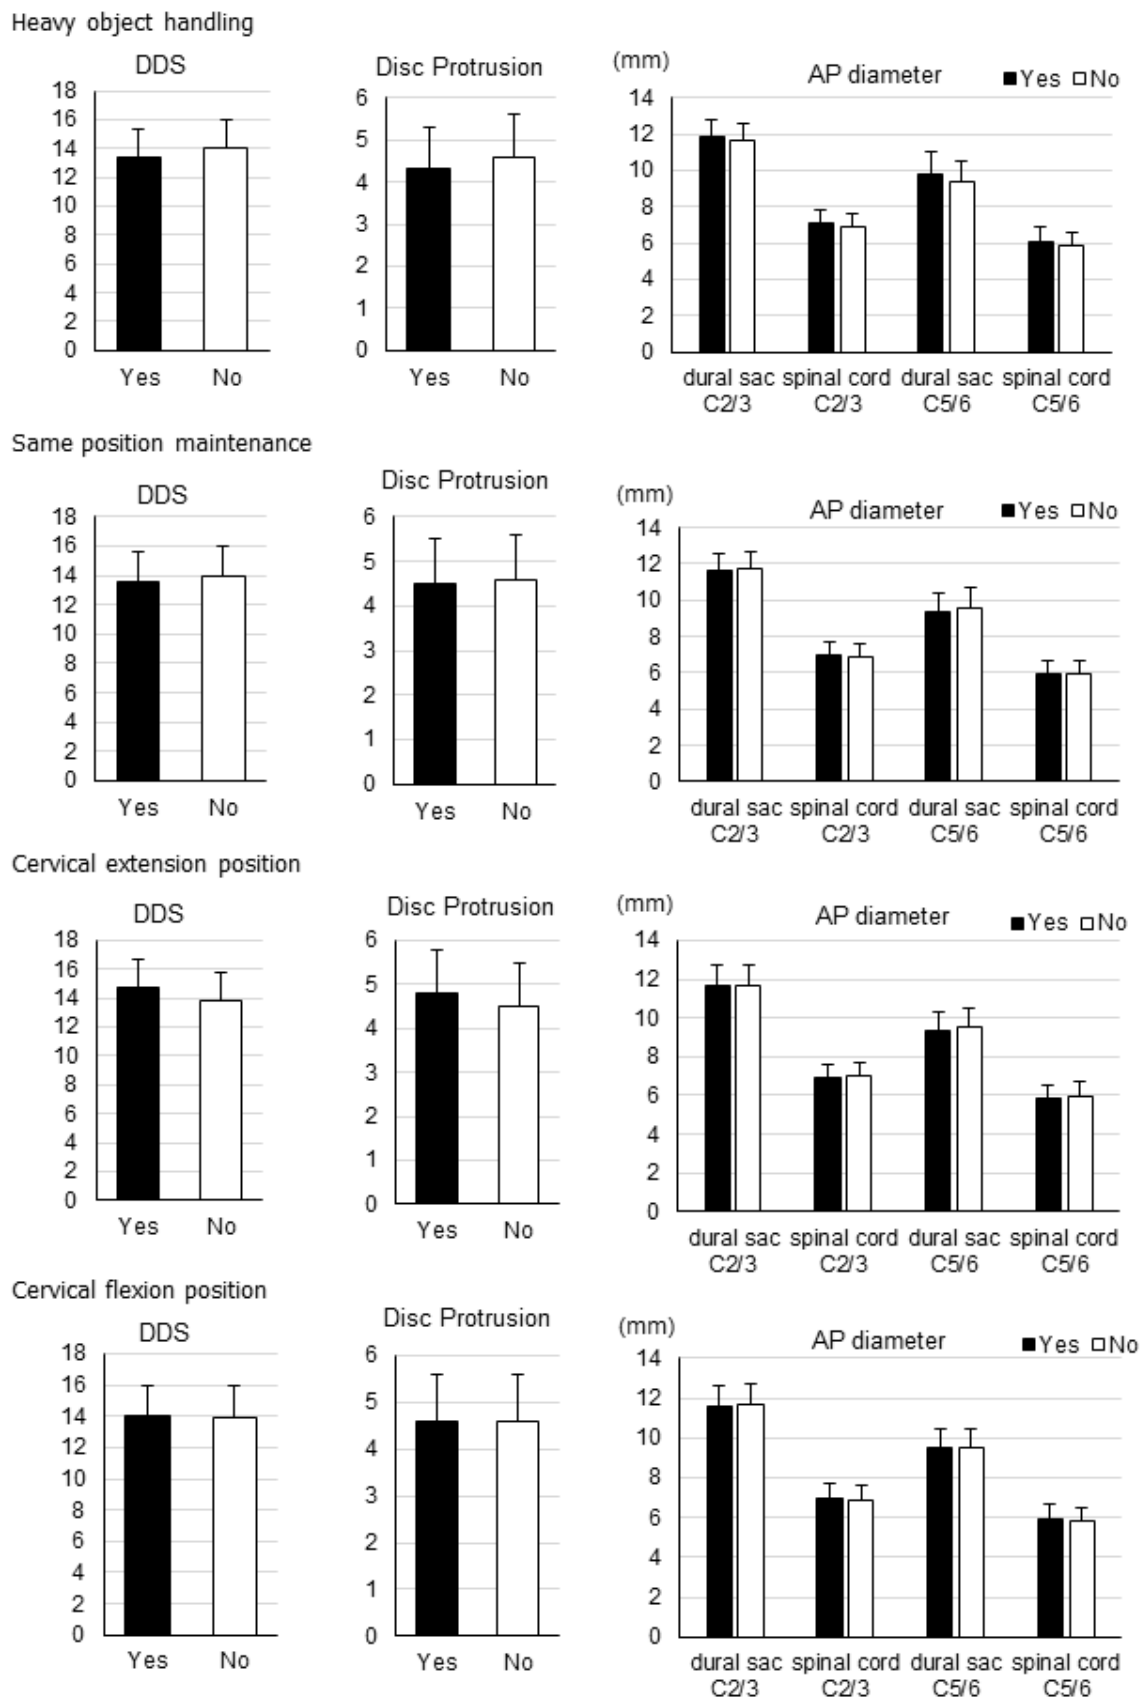 Heavy object handling
DDS
18
16
14
12
10
8
6
4
2
0
Yes No
Disc Protrusion
6
5
4
3
2
1
0
Yes No
(mm)
AP diameter
Yes No
14
12
10
8
6
4
2
0
dural sac spinal cord dural sac spinal cord
C2/3 C2/3 C5/6 C5/6
Same position maintenance
DDS
18
16
14
12
10
8
6
4
2
0
Yes No
Disc Protrusion
6
5
4
3
2
1
0
Yes No
(mm)
AP diameter
Yes No
14
12
10
8
6
4
2
0
dural sac spinal cord dural sac spinal cord
C2/3 C2/3 C5/6 C5/6
Cervical extension position
DDS
18
16
14
12
10
8
6
4
2
0
Yes No
Disc Protrusion
6
5
4
3
2
1
0
Yes No
(mm)
AP diameter
Yes No
14
12
10
8
6
4
2
0
dural sac spinal cord dural sac spinal cord
C2/3 C2/3 C5/6 C5/6
Cervical flexion position
DDS
18
16
14
12
10
8
6
4
2
0
Yes No
Disc Protrusion
6
5
4
3
2
1
0
Yes No
(mm)
AP diameter
Yes No
14
12
10
8
6
4
2
0
dural sac spinal cord dural sac spinal cord
C2/3 C2/3 C5/6 C5/6